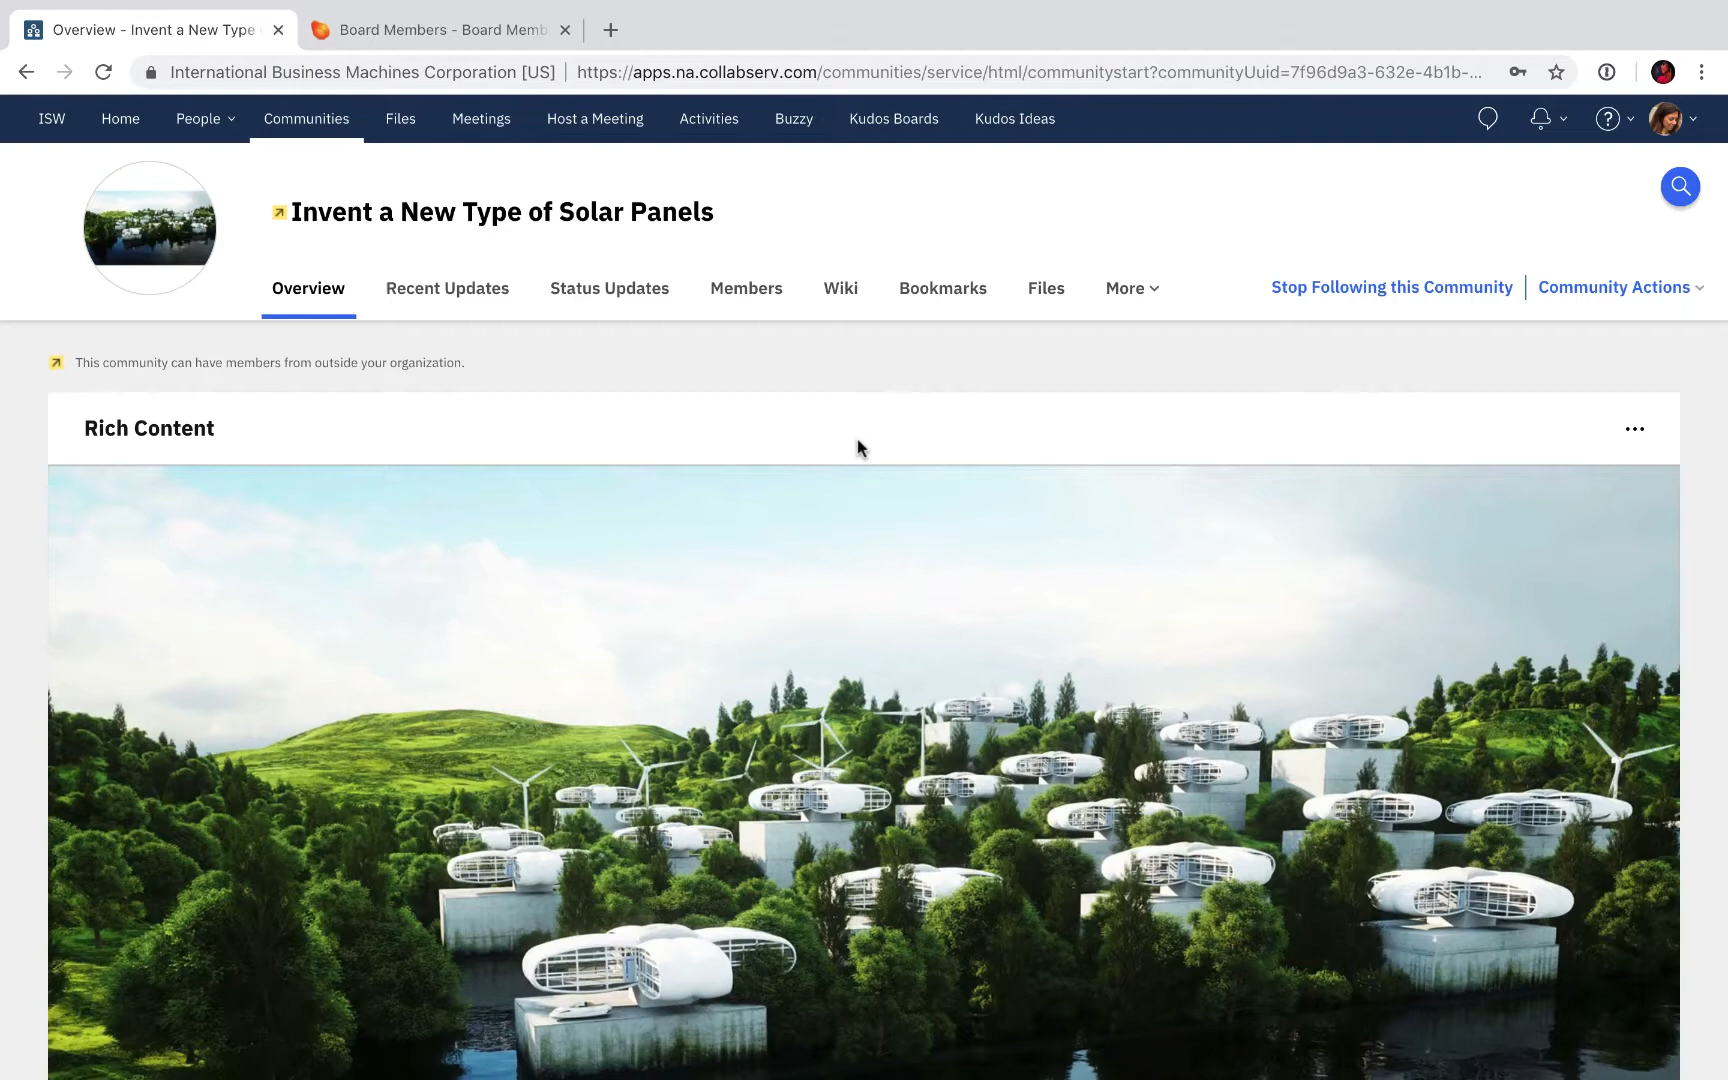 Overview - Invent a New Type
Board Members - Board Memb
International Business Machines Corporation [US] | https://apps.na.collabserv.com/communities/service/html/communitystart?communityUuid=7f96d9a3-632e-4b1b-...
ISW Home People Communities Files Meetings Host a Meeting Activities Buzzy Kudos Boards Kudos Ideas
Invent a New Type of Solar Panels
Overview Recent Updates Status Updates Members Wiki Bookmarks Files More Stop Following this Community | Community Actions
This community can have members from outside your organization.
Rich Content